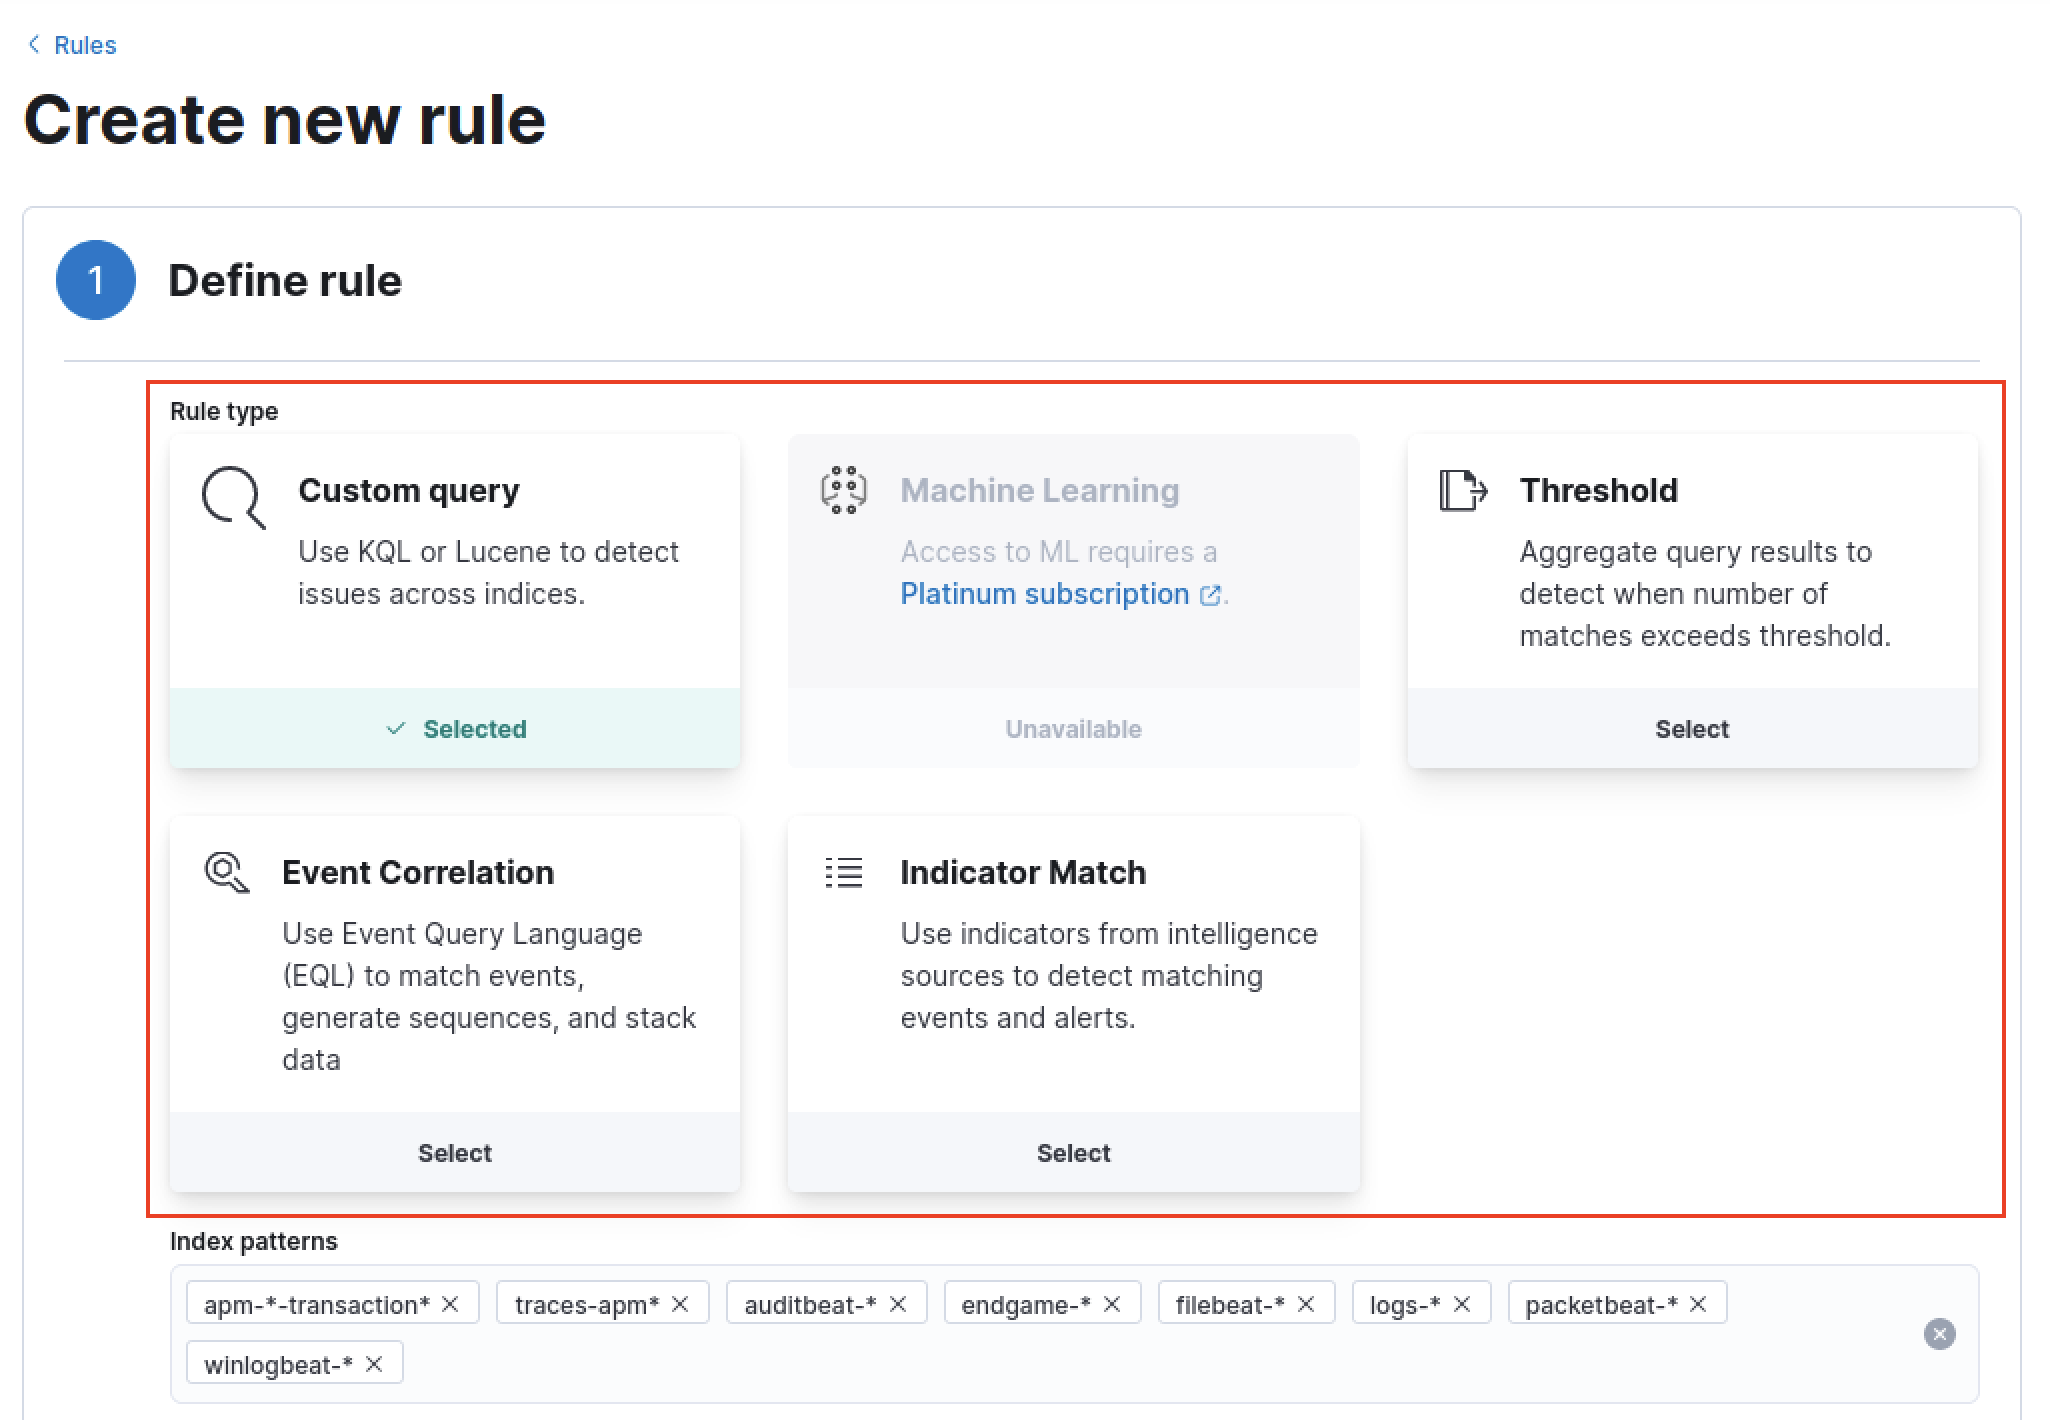 Rules
Create new rule
1
Define rule
Rule type
Custom query
Use KQL or Lucene to detect
issues across indices.
Selected
Machine Learning
Access to ML requires a
Platinum subscription.
Unavailable
Threshold
Aggregate query results to
detect when number of
matches exceeds threshold.
Select
Event Correlation
Use Event Query Language
(EQL) to match events,
generate sequences, and stack
data
Select
Indicator Match
Use indicators from intelligence
sources to detect matching
events and alerts.
Select
Index patterns
apm-*-transaction* traces-apm* auditbeat-* endgame-* filebeat-* logs-* packetbeat-*
winlogbeat-*